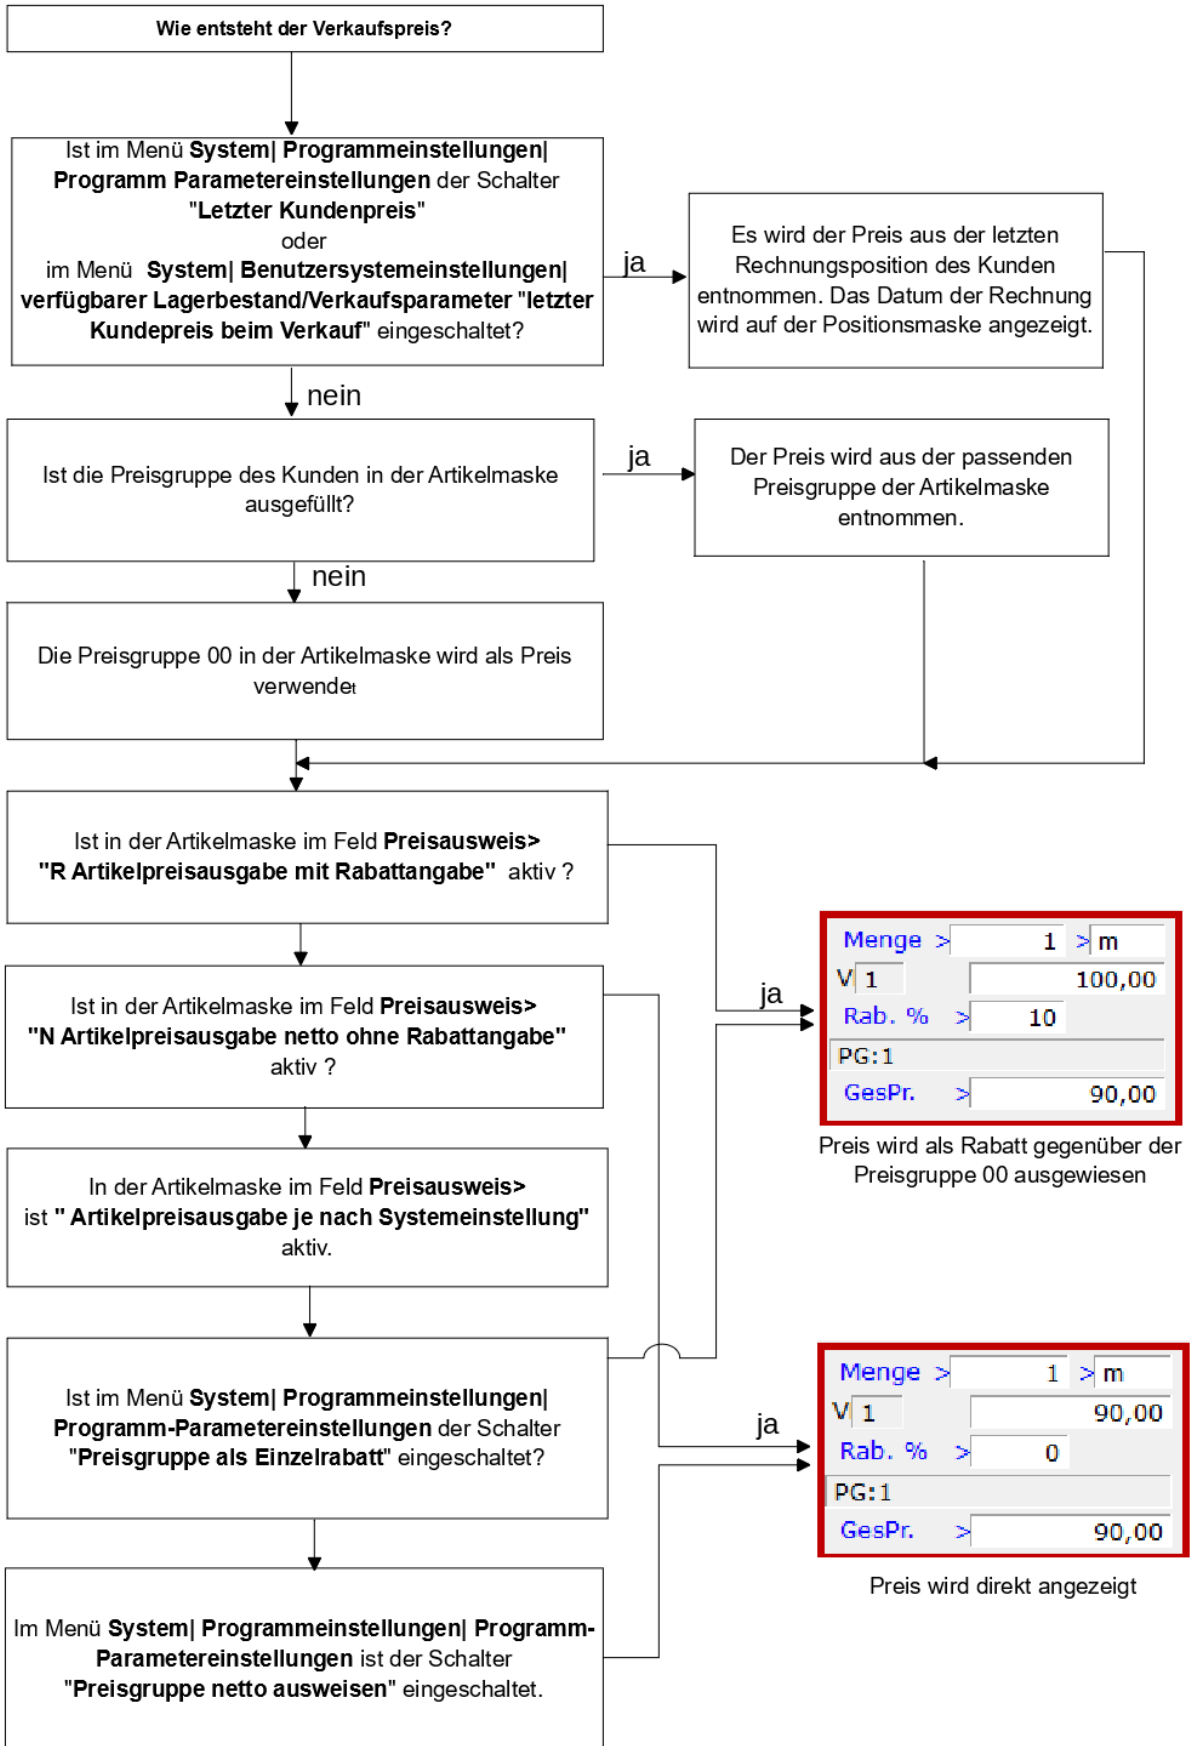 Wie entsteht der Verkaufspreis?
Ist im Menü System| Programmeinstellungen|
Programm Parametereinstellungen der Schalter
"Letzter Kundenpreis"
oder
im Menü System| Benutzersystemeinstellungen|
verfügbarer Lagerbestand/Verkaufsparameter "letzter
Kundepreis beim Verkauf" eingeschaltet?
ja
Es wird der Preis aus der letzten
Rechnungsposition des Kunden
entnommen. Das Datum der Rechnung
wird auf der Positionsmaske angezeigt.
nein
Ist die Preisgruppe des Kunden in der Artikelmaske
ausgefüllt?
ja
Der Preis wird aus der passenden
Preisgruppe der Artikelmaske
entnommen.
nein
Die Preisgruppe 00 in der Artikelmaske wird als Preis
verwendet
Ist in der Artikelmaske im Feld Preisausweis>
"R Artikelpreisausgabe mit Rabattangabe" aktiv ?
Ist in der Artikelmaske im Feld Preisausweis>
"N Artikelpreisausgabe netto ohne Rabattangabe"
aktiv ?
ja
Menge > 1 > m
V 1 100,00
Rab. % > 10
PG:1
GesPr. > 90,00
Preis wird als Rabatt gegenüber der
Preisgruppe 00 ausgewiesen
In der Artikelmaske im Feld Preisausweis>
ist " Artikelpreisausgabe je nach Systemeinstellung"
aktiv.
Ist im Menü System| Programmeinstellungen|
Programm-Parametereinstellungen der Schalter
"Preisgruppe als Einzelrabatt" eingeschaltet?
ja
Menge > 1 > m
V 1 90,00
Rab. % > 0
PG:1
GesPr. > 90,00
Preis wird direkt angezeigt
Im Menü System| Programmeinstellungen| Programm-
Parametereinstellungen ist der Schalter
"Preisgruppe netto ausweisen" eingeschaltet.